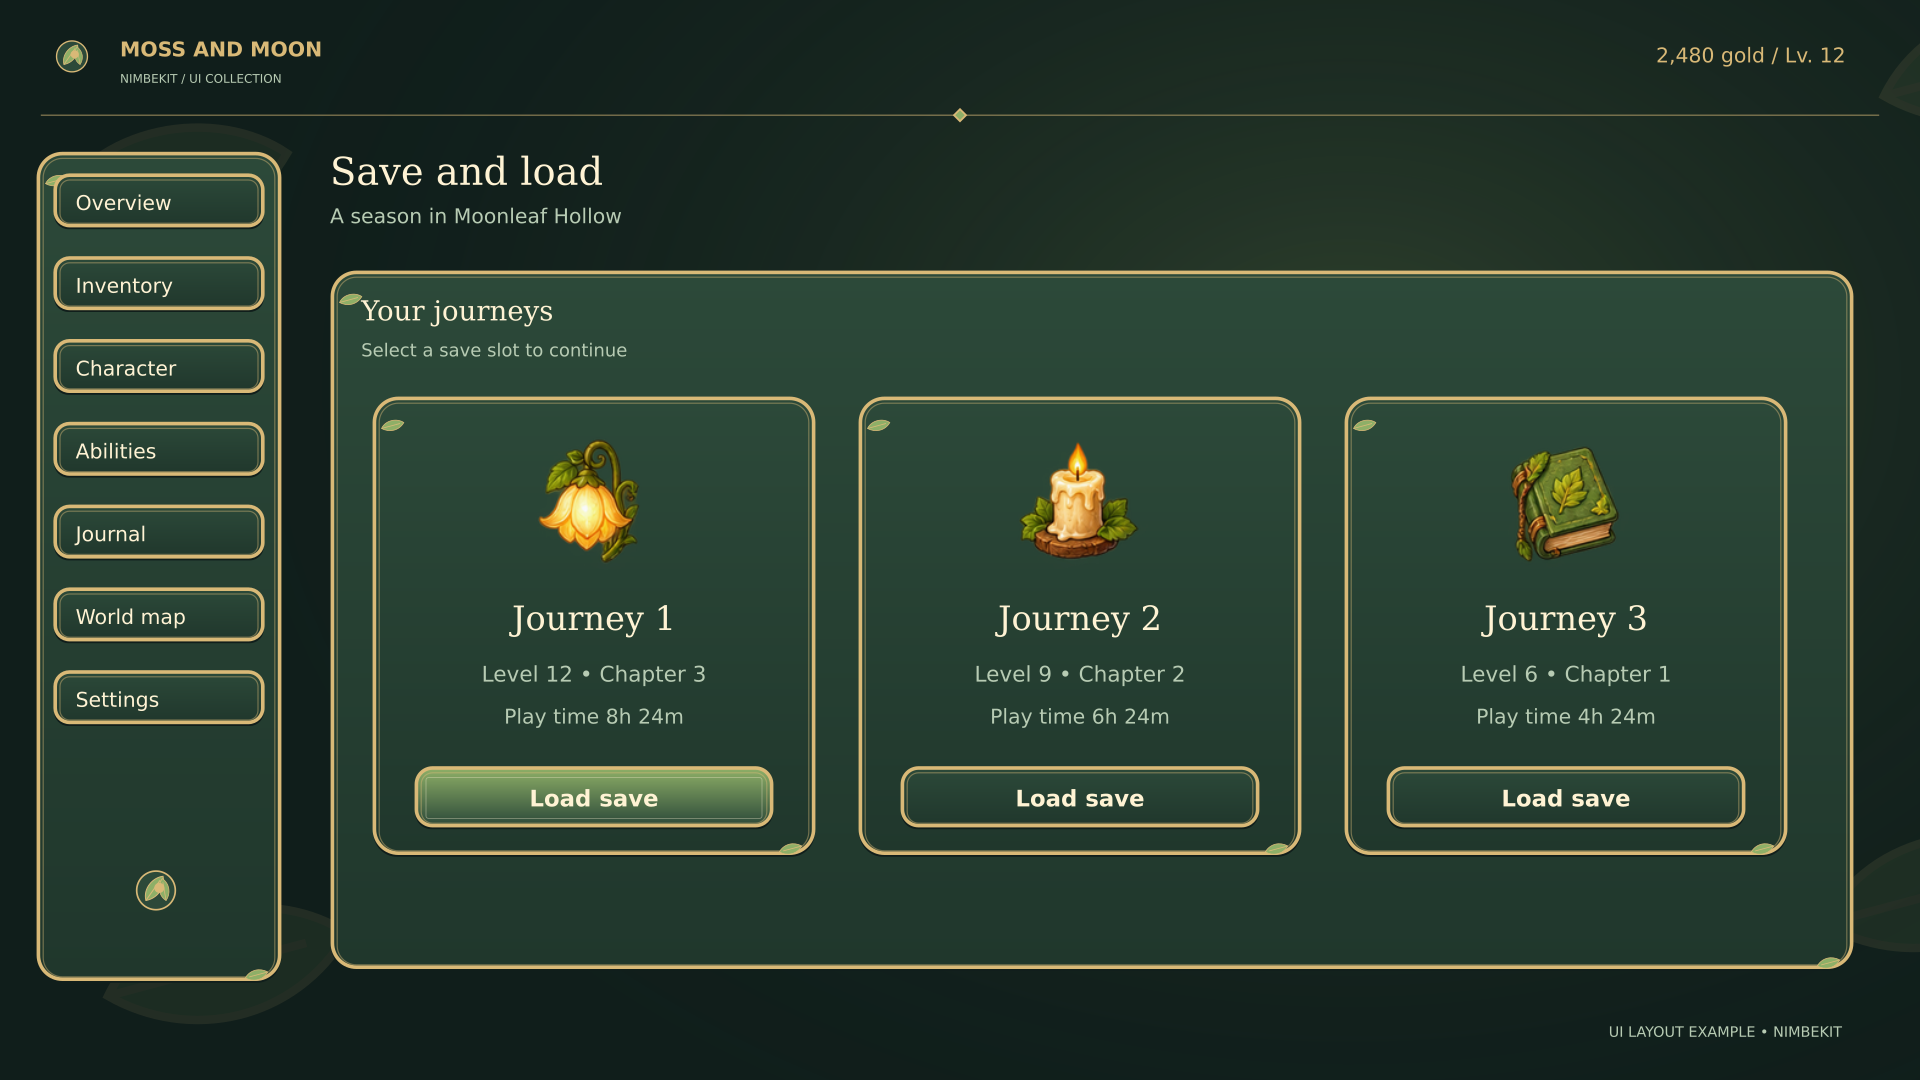 MOSS AND MOON
NIMBEKIT / UI COLLECTION
2,480 gold / Lv. 12
Overview
Inventory
Character
Abilities
Journal
World map
Settings
Save and load
A season in Moonleaf Hollow
Your journeys
Select a save slot to continue
Journey 1
Level 12 • Chapter 3
Play time 8h 24m
Load save
Journey 2
Level 9 • Chapter 2
Play time 6h 24m
Load save
Journey 3
Level 6 • Chapter 1
Play time 4h 24m
Load save
UI LAYOUT EXAMPLE • NIMBEKIT